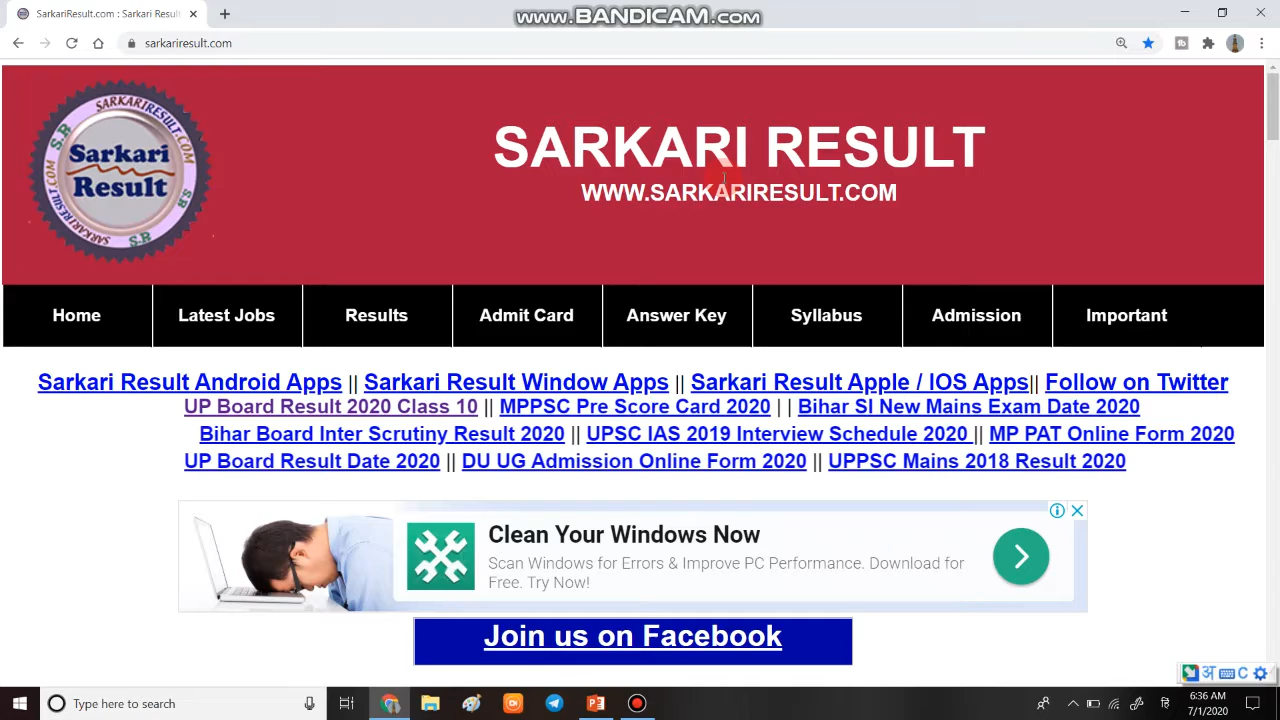 SarkariResult.com : Sarkari Result
www.BANDICAM.com
sarkariresult.com
SARKARIRESULT.COM
S.R
Sarkari
Result
SARKARIRESULT.COM
S.R
SARKARI RESULT
WWW.SARKARIRESULT.COM
Home
Latest Jobs
Results
Admit Card
Answer Key
Syllabus
Admission
Important
Sarkari Result Android Apps || Sarkari Result Window Apps || Sarkari Result Apple / IOS Apps|| Follow on Twitter
UP Board Result 2020 Class 10 || MPPSC Pre Score Card 2020 | | Bihar SI New Mains Exam Date 2020
Bihar Board Inter Scrutiny Result 2020 || UPSC IAS 2019 Interview Schedule 2020 || MP PAT Online Form 2020
UP Board Result Date 2020 || DU UG Admission Online Form 2020 || UPPSC Mains 2018 Result 2020
Clean Your Windows Now
Scan Windows for Errors & Improve PC Performance. Download for
Free. Try Now!
Join us on Facebook
अ C
Type here to search
हि
6:36 AM
7/1/2020